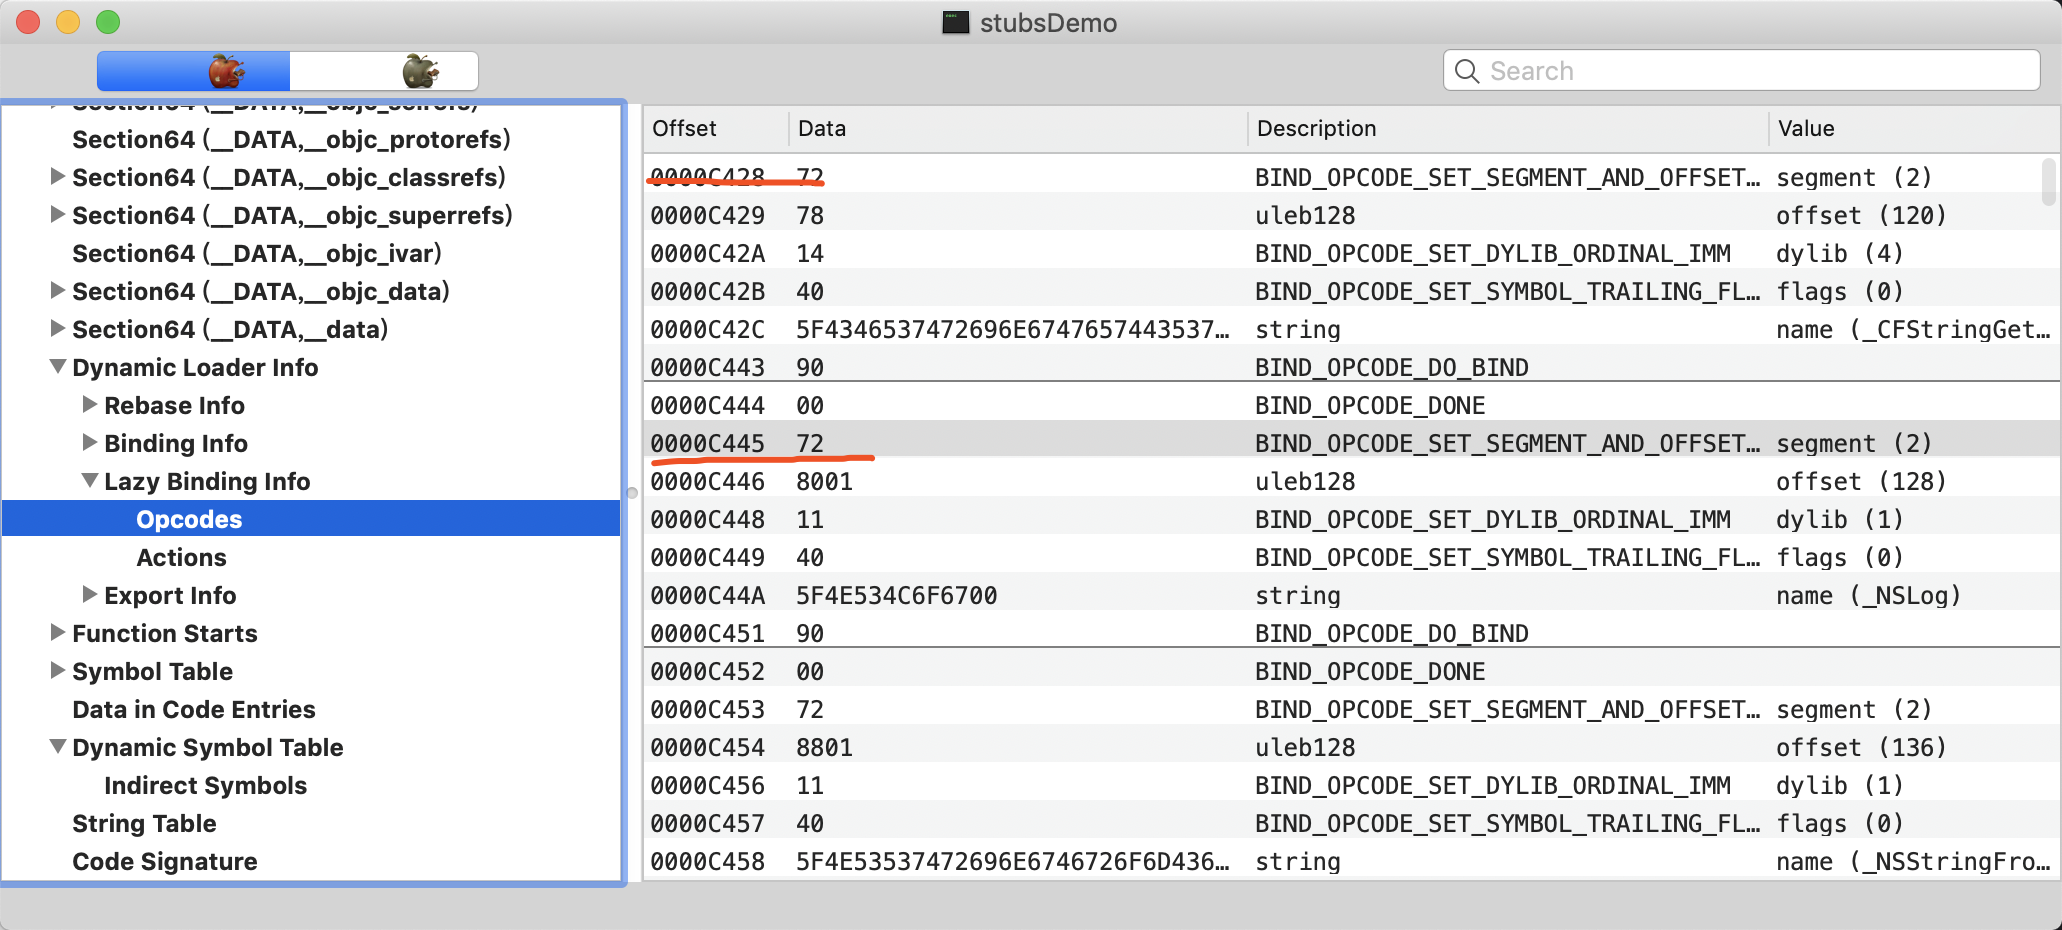 stubsDemo
Search
Section64 (__DATA,__objc_selrefs)
Section64 (__DATA,__objc_protorefs)
Section64 (__DATA,__objc_classrefs)
Section64 (__DATA,__objc_superrefs)
Section64 (__DATA,__objc_ivar)
Section64 (__DATA,__objc_data)
Section64 (__DATA,__data)
Dynamic Loader Info
Rebase Info
Binding Info
Lazy Binding Info
Opcodes
Actions
Export Info
Function Starts
Symbol Table
Data in Code Entries
Dynamic Symbol Table
Indirect Symbols
String Table
Code Signature
Offset Data Description Value
0000C428 72 BIND_OPCODE_SET_SEGMENT_AND_OFFSET… segment (2)
0000C429 78 uleb128 offset (120)
0000C42A 14 BIND_OPCODE_SET_DYLIB_ORDINAL_IMM dylib (4)
0000C42B 40 BIND_OPCODE_SET_SYMBOL_TRAILING_FL… flags (0)
0000C42C 5F4346537472696E6747657443537… string name (_CFStringGet…
0000C443 90 BIND_OPCODE_DO_BIND
0000C444 00 BIND_OPCODE_DONE
0000C445 72 BIND_OPCODE_SET_SEGMENT_AND_OFFSET… segment (2)
0000C446 8001 uleb128 offset (128)
0000C448 11 BIND_OPCODE_SET_DYLIB_ORDINAL_IMM dylib (1)
0000C449 40 BIND_OPCODE_SET_SYMBOL_TRAILING_FL… flags (0)
0000C44A 5F4E534C6F6700 string name (_NSLog)
0000C451 90 BIND_OPCODE_DO_BIND
0000C452 00 BIND_OPCODE_DONE
0000C453 72 BIND_OPCODE_SET_SEGMENT_AND_OFFSET… segment (2)
0000C454 8801 uleb128 offset (136)
0000C456 11 BIND_OPCODE_SET_DYLIB_ORDINAL_IMM dylib (1)
0000C457 40 BIND_OPCODE_SET_SYMBOL_TRAILING_FL… flags (0)
0000C458 5F4E53537472696E6746726F6D436… string name (_NSStringFro…